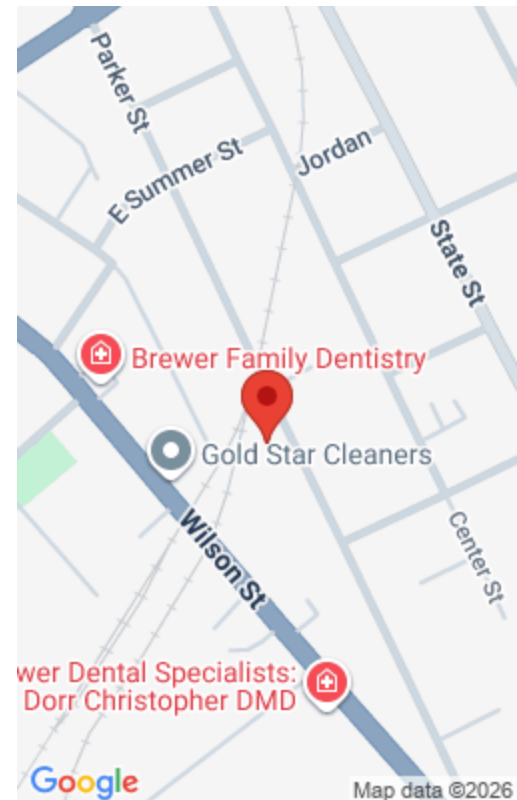 Parker St
E Summer St
Jordan
State St
Brewer Family Dentistry
Gold Star Cleaners
Wilson St
Center St
wer Dental Specialists:
Dorr Christopher DMD
Google
Map data ©2026